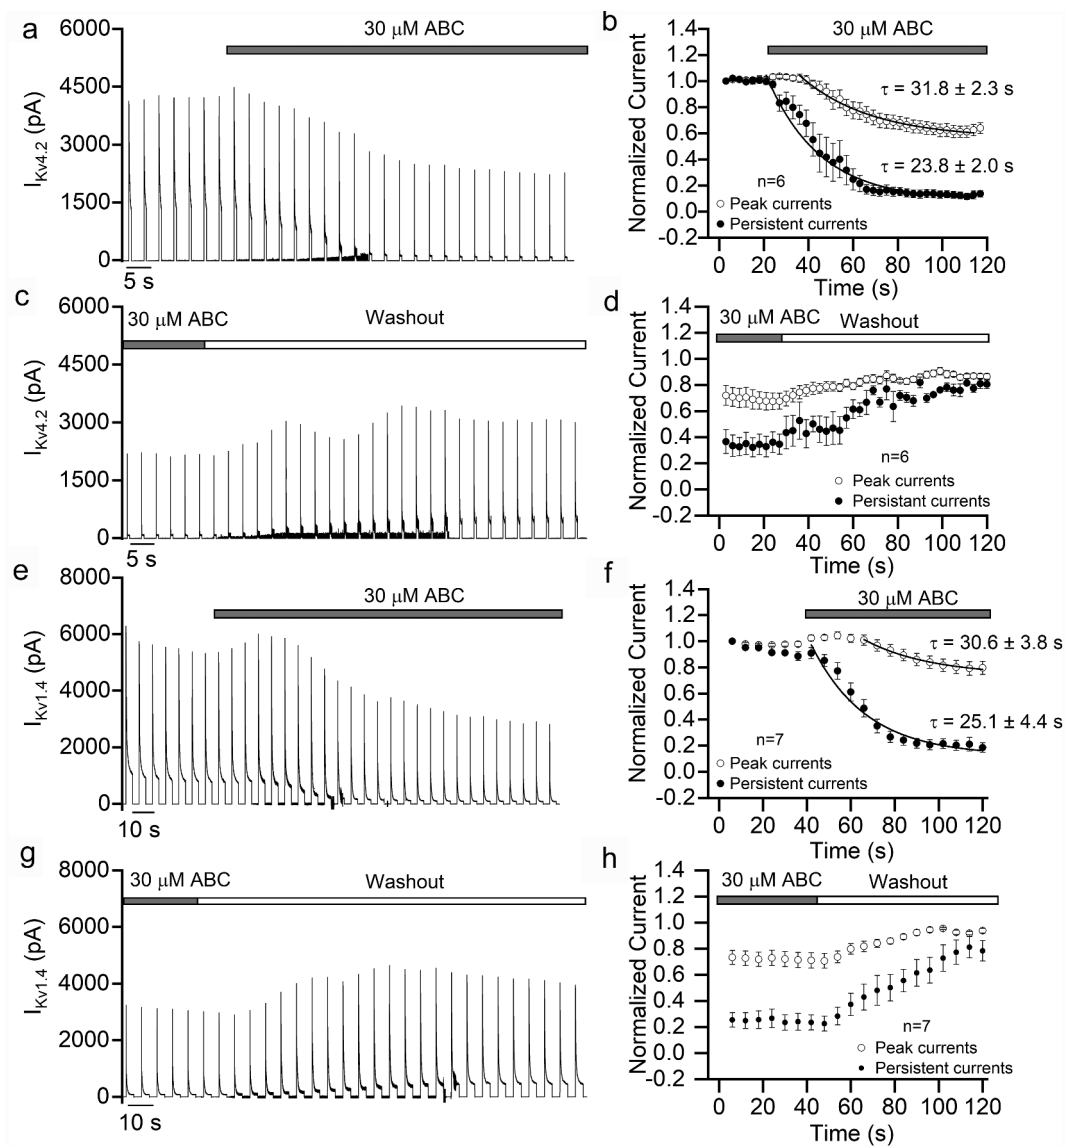 a
6000
4500
3000
1500
0
I_Kv4.2 (pA)
30 μM ABC
5 s
b
1.4
1.2
1.0
0.8
0.6
0.4
0.2
0.0
-0.2
Normalized Current
30 μM ABC
τ = 31.8 ± 2.3 s
τ = 23.8 ± 2.0 s
n=6
Peak currents
Persistent currents
0 20 40 60 80 100 120
Time (s)
c
6000
4500
3000
1500
0
I_Kv4.2 (pA)
30 μM ABC
Washout
5 s
d
1.4
1.2
1.0
0.8
0.6
0.4
0.2
0.0
-0.2
Normalized Current
30 μM ABC
Washout
n=6
Peak currents
Persistant currents
0 20 40 60 80 100 120
Time (s)
e
8000
6000
4000
2000
0
I_Kv1.4 (pA)
30 μM ABC
10 s
f
1.4
1.2
1.0
0.8
0.6
0.4
0.2
0.0
-0.2
Normalized Current
30 μM ABC
τ = 30.6 ± 3.8 s
τ = 25.1 ± 4.4 s
n=7
Peak currents
Persistent currents
0 20 40 60 80 100 120
Time (s)
g
8000
6000
4000
2000
0
I_Kv1.4 (pA)
30 μM ABC
Washout
10 s
h
1.4
1.2
1.0
0.8
0.6
0.4
0.2
0.0
-0.2
Normalized Current
30 μM ABC
Washout
n=7
Peak currents
Persistent currents
0 20 40 60 80 100 120
Time (s)